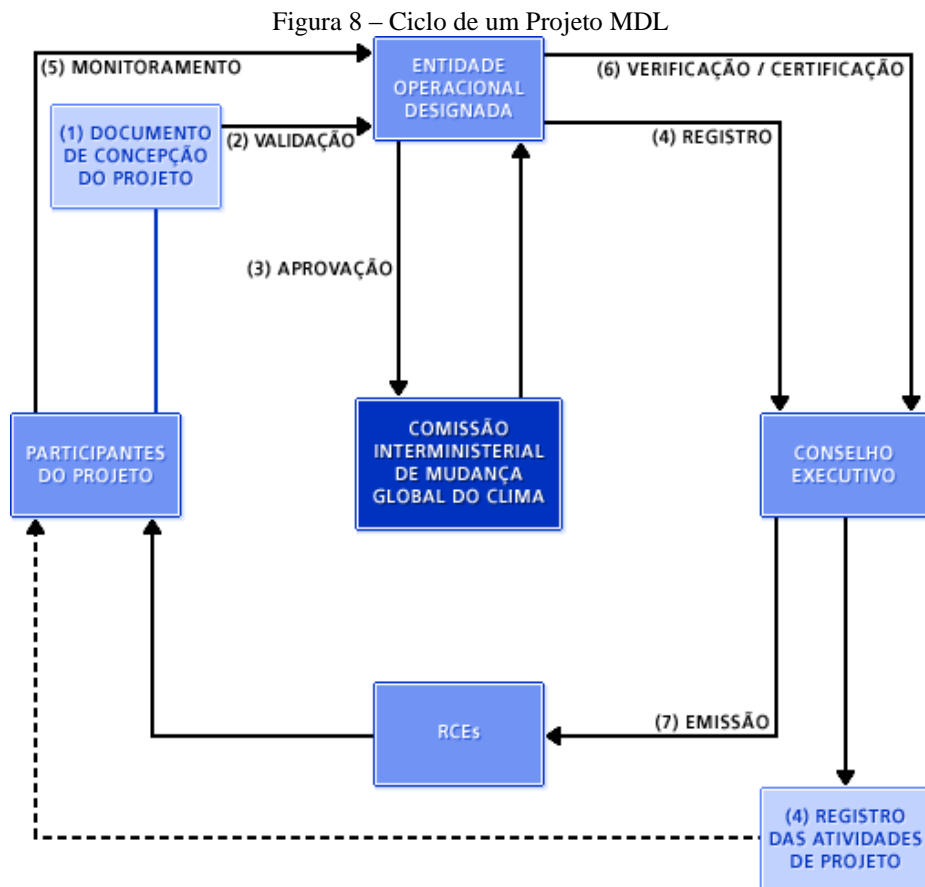 Figura 8 – Ciclo de um Projeto MDL
(5) MONITORAMENTO
ENTIDADE
OPERACIONAL
DESIGNADA
(6) VERIFICAÇÃO / CERTIFICAÇÃO
(1) DOCUMENTO
DE CONCEPÇÃO
DO PROJETO
(2) VALIDAÇÃO
(4) REGISTRO
(3) APROVAÇÃO
PARTICIPANTES
DO PROJETO
COMISSÃO
INTERMINISTERIAL
DE MUDANÇA
GLOBAL DO CLIMA
CONSELHO
EXECUTIVO
RCEs
(7) EMISSÃO
(4) REGISTRO
DAS ATIVIDADES
DE PROJETO